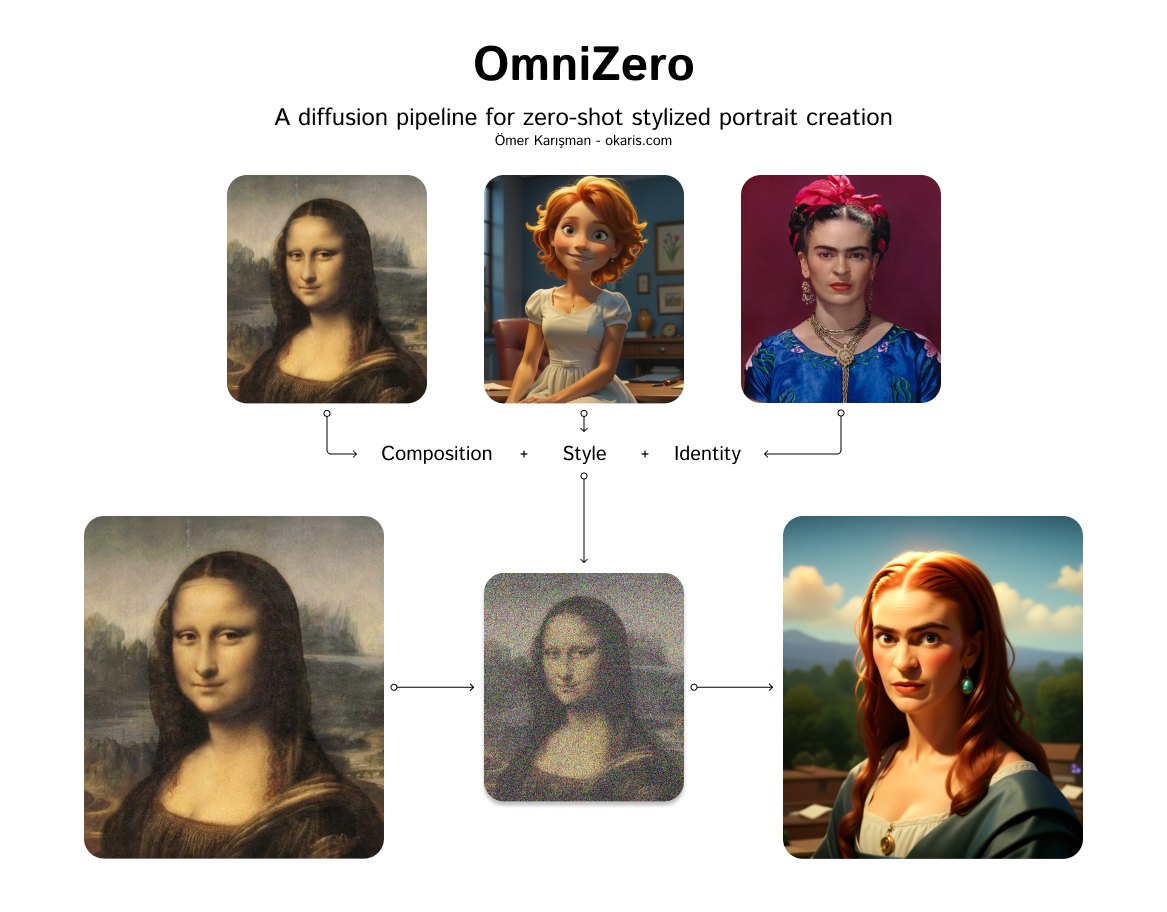 OmniZero
A diffusion pipeline for zero-shot stylized portrait creation
Ömer Karışman - okaris.com
Composition + Style + Identity